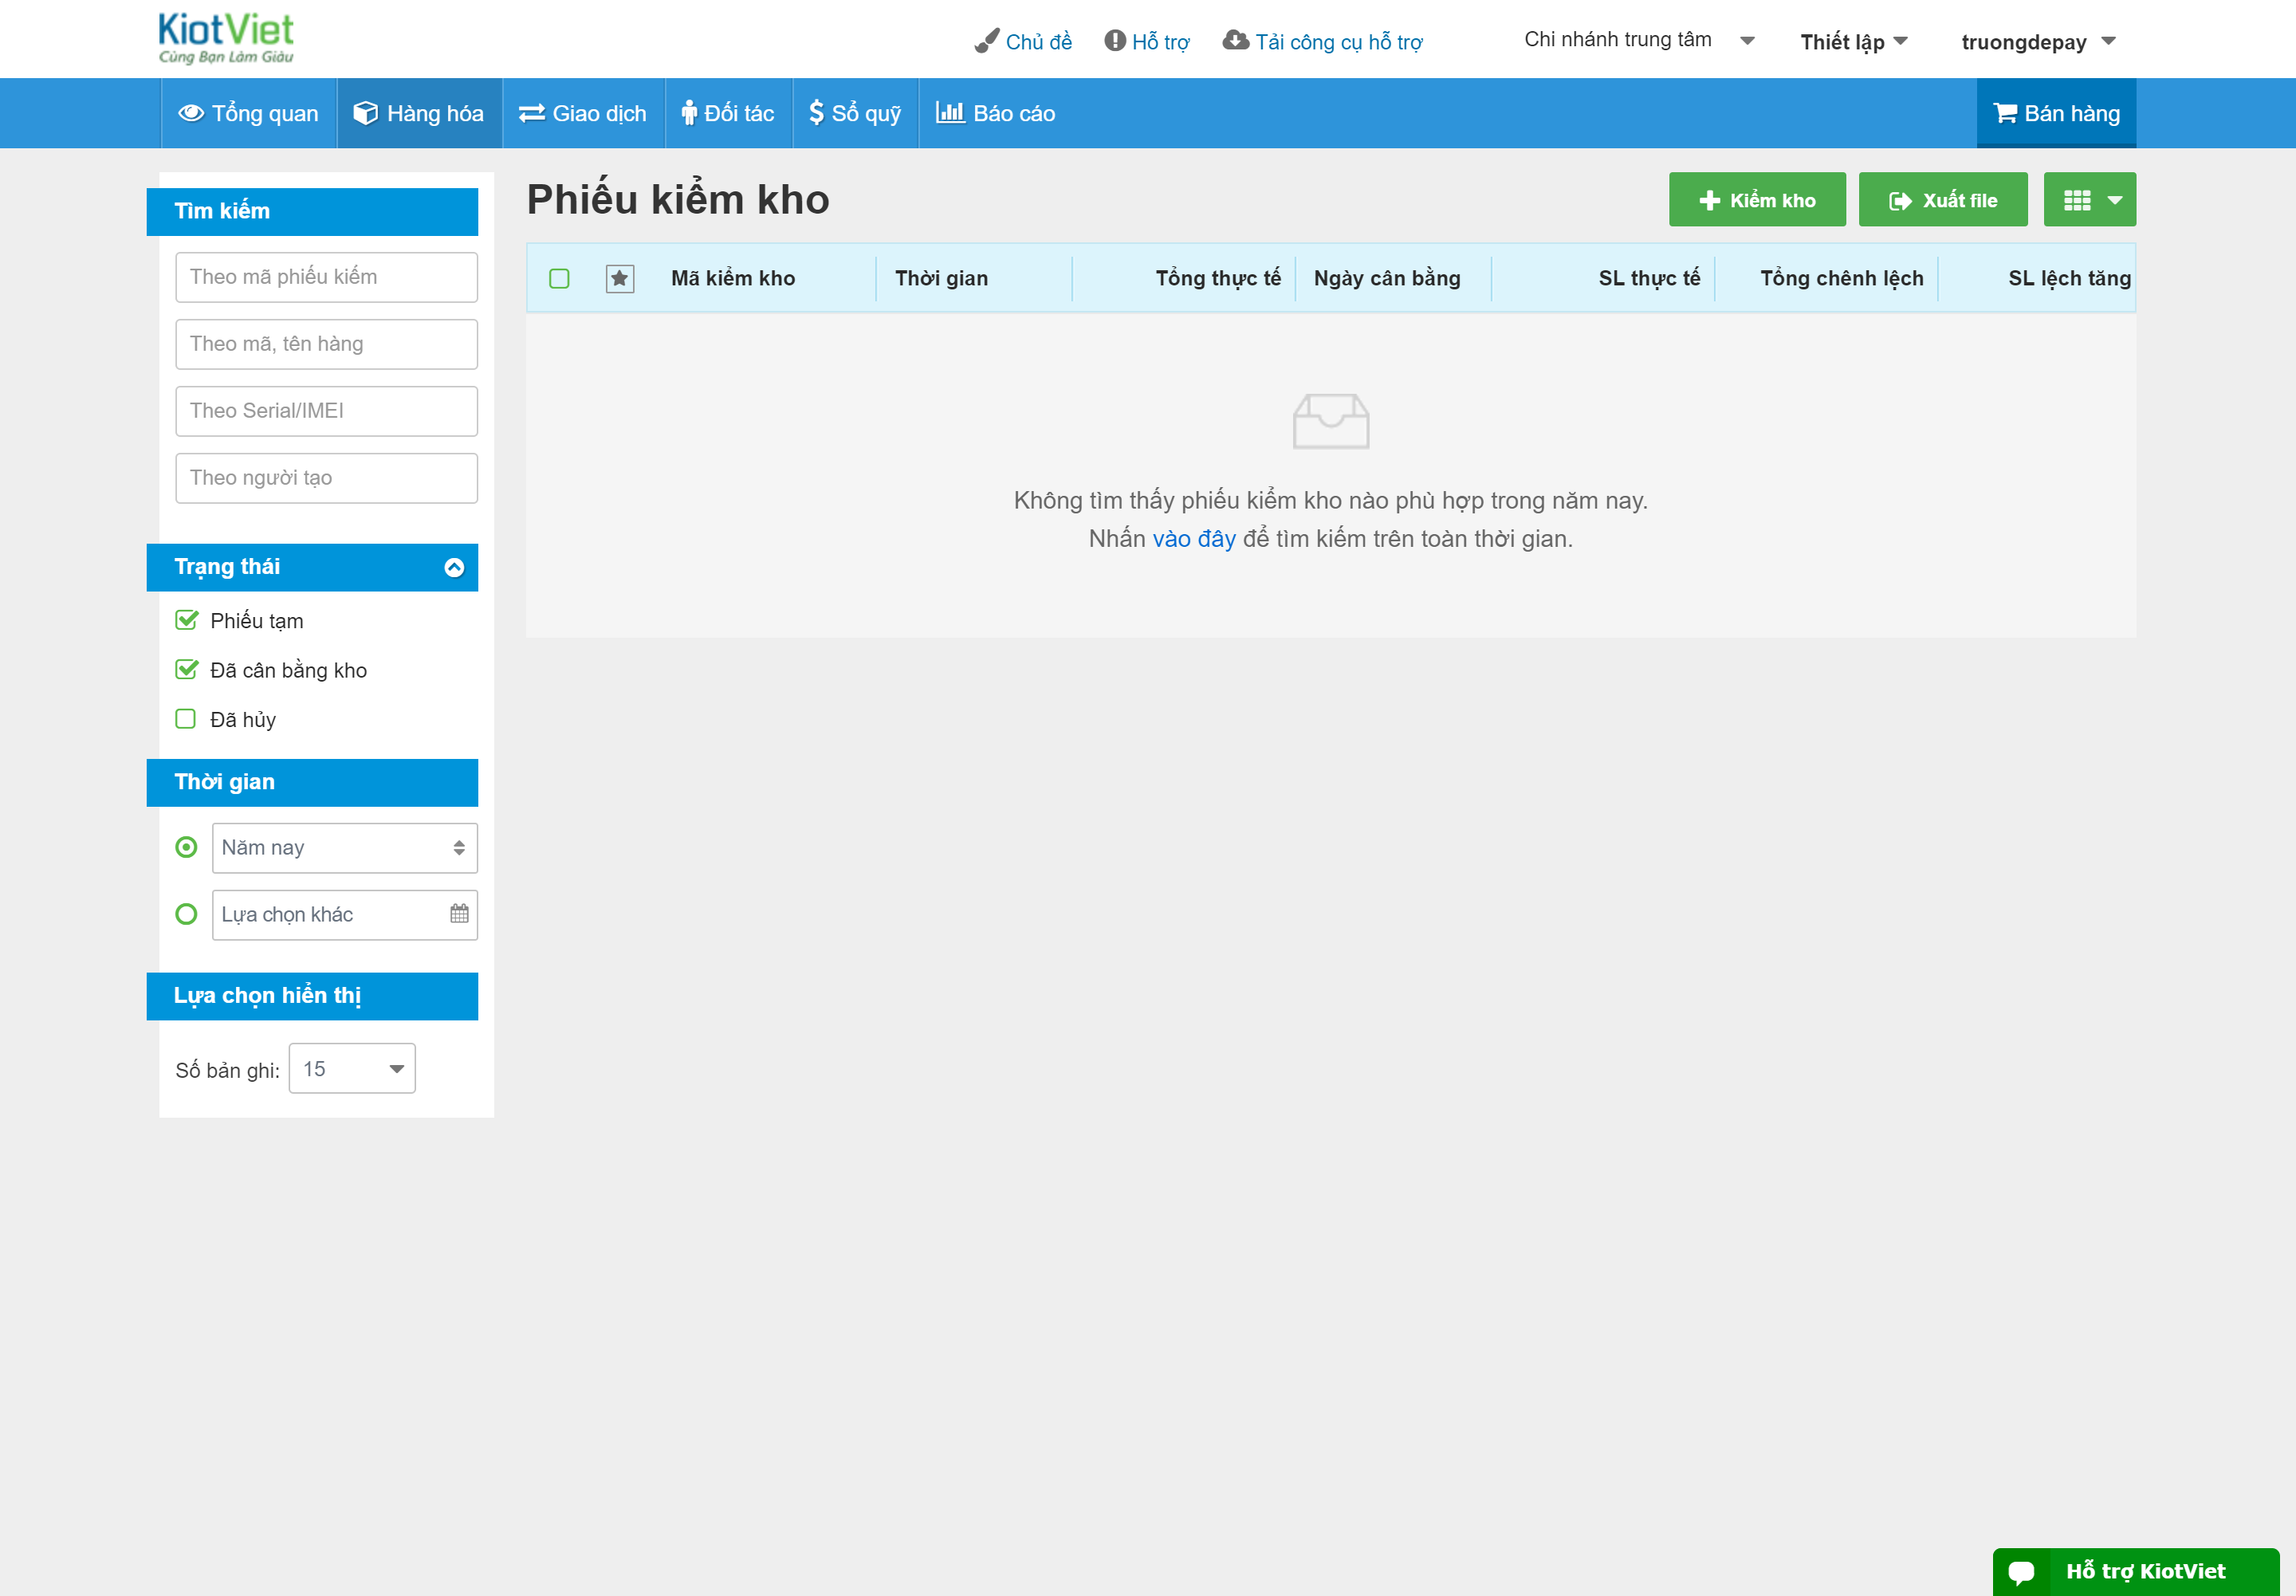 KiotViet
Cùng Bạn Làm Giàu
Chủ đề
Hỗ trợ
Tải công cụ hỗ trợ
Chi nhánh trung tâm
Thiết lập
truongdepay
Tổng quan
Hàng hóa
Giao dịch
Đối tác
Sổ quỹ
Báo cáo
Bán hàng
Tìm kiếm
Theo mã phiếu kiểm
Theo mã, tên hàng
Theo Serial/IMEI
Theo người tạo
Trạng thái
Phiếu tạm
Đã cân bằng kho
Đã hủy
Thời gian
Năm nay
Lựa chọn khác
Lựa chọn hiển thị
Số bản ghi: 15
Phiếu kiểm kho
Kiểm kho
Xuất file
Mã kiểm kho
Thời gian
Tổng thực tế
Ngày cân bằng
SL thực tế
Tổng chênh lệch
SL lệch tăng
Không tìm thấy phiếu kiểm kho nào phù hợp trong năm nay.
Nhấn vào đây để tìm kiếm trên toàn thời gian.
Hỗ trợ KiotViet